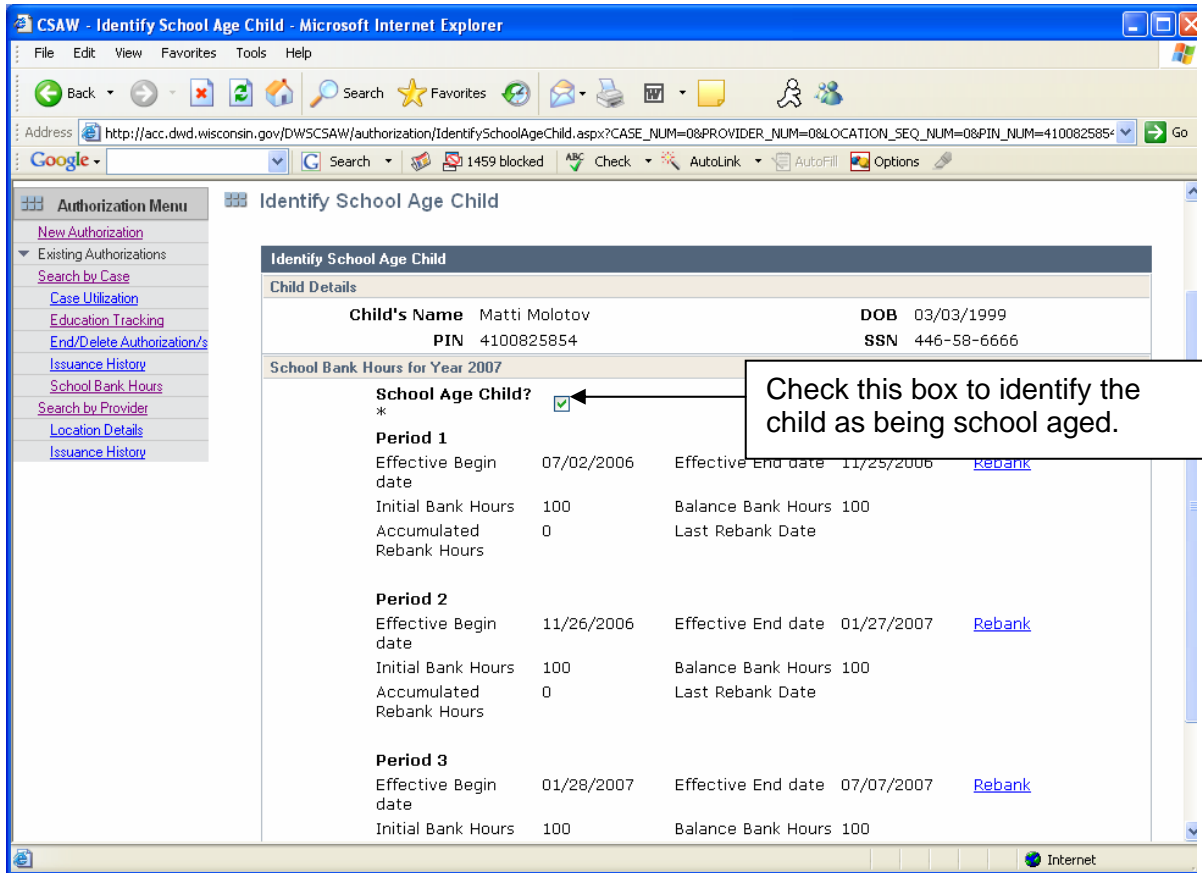 CSAW - Identify School Age Child - Microsoft Internet Explorer
File Edit View Favorites Tools Help
Back Search Favorites
Address http://acc.dwd.wisconsin.gov/DWSCSAW/authorization/IdentifySchoolAgeChild.aspx?CASE_NUM=0&PROVIDER_NUM=0&LOCATION_SEQ_NUM=0&PIN_NUM=4100825854 Go
Google Search 1459 blocked ABC Check AutoLink AutoFill Options
Authorization Menu
New Authorization
Existing Authorizations
Search by Case
Case Utilization
Education Tracking
End/Delete Authorization/s
Issuance History
School Bank Hours
Search by Provider
Location Details
Issuance History
Identify School Age Child
Identify School Age Child
Child Details
Child's Name Matti Molotov DOB 03/03/1999
PIN 4100825854 SSN 446-58-6666
School Bank Hours for Year 2007
School Age Child?
*
Check this box to identify the
child as being school aged.
Period 1
Effective Begin 07/02/2006 Effective End date 11/25/2006 Rebank
date
Initial Bank Hours 100 Balance Bank Hours 100
Accumulated 0 Last Rebank Date
Rebank Hours
Period 2
Effective Begin 11/26/2006 Effective End date 01/27/2007 Rebank
date
Initial Bank Hours 100 Balance Bank Hours 100
Accumulated 0 Last Rebank Date
Rebank Hours
Period 3
Effective Begin 01/28/2007 Effective End date 07/07/2007 Rebank
date
Initial Bank Hours 100 Balance Bank Hours 100
Internet